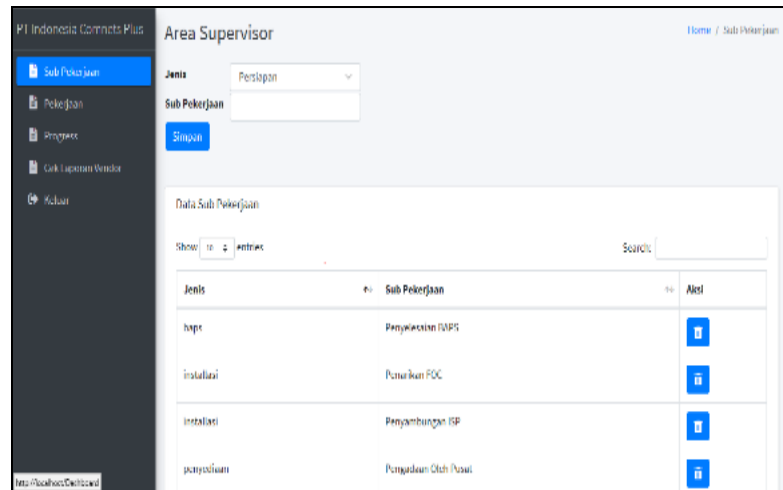 PT Indonesia Comnets Plus
Area Supervisor
Home / Sub Pekerjaan
Sub Pekerjaan
Pekerjaan
Progress
Cek Laporan Vendor
Keluar
Jenis
Persiapan
Sub Pekerjaan
Simpan
Data Sub Pekerjaan
Show 10 entries
Search:
Jenis Sub Pekerjaan Aksi
baps Penyelesaian BAPS
installasi Penarikan FOC
installasi Penyambungan ISP
penyediaan Pengadaan Oleh Pusat
http://localhost/Dashboard